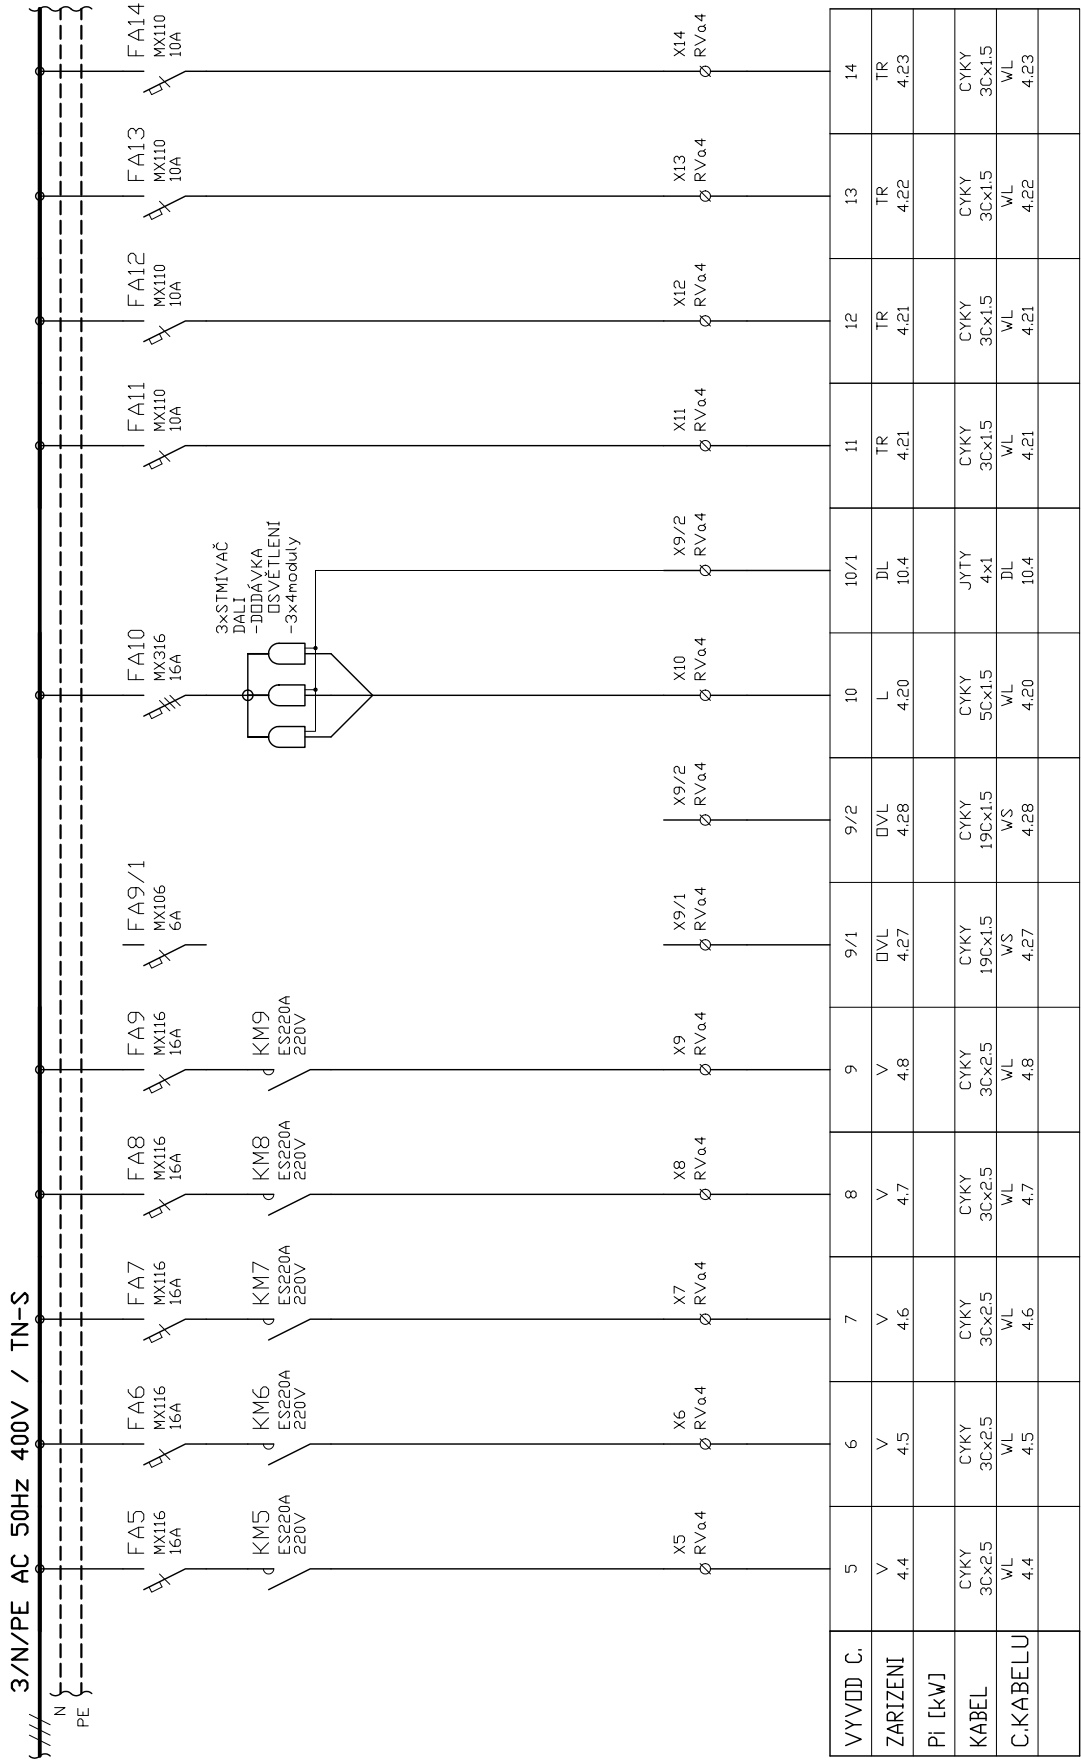 3/N/PE AC 50Hz 400V / TN-S
N
PE
FA5
MX116
16A
FA6
MX116
16A
FA7
MX116
16A
FA8
MX116
16A
FA9
MX116
16A
FA9/1
MX106
6A
FA10
MX316
16A
FA11
MX110
10A
FA12
MX110
10A
FA13
MX110
10A
FA14
MX110
10A
KM5
ES220A
220V
KM6
ES220A
220V
KM7
ES220A
220V
KM8
ES220A
220V
KM9
ES220A
220V
3xSTMÍVAČ
DALI
-DODÁVKA
OSVĚTLENÍ
-3x4moduly
X5
RVa4
X6
RVa4
X7
RVa4
X8
RVa4
X9
RVa4
X9/1
RVa4
X9/2
RVa4
X10
RVa4
X9/2
RVa4
X11
RVa4
X12
RVa4
X13
RVa4
X14
RVa4
VYVOD C. 5 6 7 8 9 9/1 9/2 10 10/1 11 12 13 14
ZARIZENI V V V V V OVL OVL L DL TR TR TR TR
4.4 4.5 4.6 4.7 4.8 4.27 4.28 4.20 10.4 4.21 4.21 4.22 4.23
Pi [kW]
KABEL CYKY CYKY CYKY CYKY CYKY CYKY CYKY CYKY JYTY CYKY CYKY CYKY CYKY
3Cx2.5 3Cx2.5 3Cx2.5 3Cx2.5 3Cx2.5 19Cx1.5 19Cx1.5 5Cx1.5 4x1 3Cx1.5 3Cx1.5 3Cx1.5 3Cx1.5
C.KABELU WL WL WL WL WL WS WS WL DL WL WL WL WL
4.4 4.5 4.6 4.7 4.8 4.27 4.28 4.20 10.4 4.21 4.21 4.22 4.23